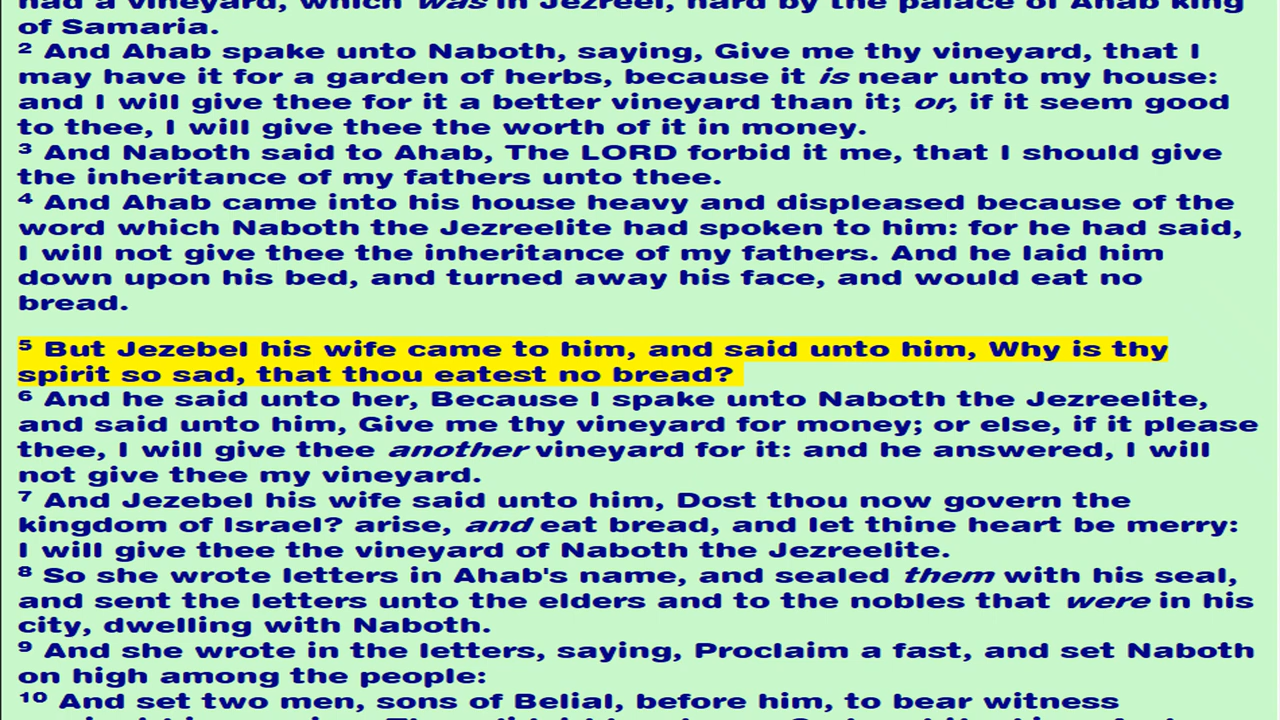 had a vineyard, which was in Jezreel, hard by the palace of Ahab king
of Samaria.
2 And Ahab spake unto Naboth, saying, Give me thy vineyard, that I
may have it for a garden of herbs, because it is near unto my house:
and I will give thee for it a better vineyard than it; or, if it seem good
to thee, I will give thee the worth of it in money.
3 And Naboth said to Ahab, The LORD forbid it me, that I should give
the inheritance of my fathers unto thee.
4 And Ahab came into his house heavy and displeased because of the
word which Naboth the Jezreelite had spoken to him: for he had said,
I will not give thee the inheritance of my fathers. And he laid him
down upon his bed, and turned away his face, and would eat no
bread.
5 But Jezebel his wife came to him, and said unto him, Why is thy
spirit so sad, that thou eatest no bread?
6 And he said unto her, Because I spake unto Naboth the Jezreelite,
and said unto him, Give me thy vineyard for money; or else, if it please
thee, I will give thee another vineyard for it: and he answered, I will
not give thee my vineyard.
7 And Jezebel his wife said unto him, Dost thou now govern the
kingdom of Israel? arise, and eat bread, and let thine heart be merry:
I will give thee the vineyard of Naboth the Jezreelite.
8 So she wrote letters in Ahab's name, and sealed them with his seal,
and sent the letters unto the elders and to the nobles that were in his
city, dwelling with Naboth.
9 And she wrote in the letters, saying, Proclaim a fast, and set Naboth
on high among the people:
10 And set two men, sons of Belial, before him, to bear witness